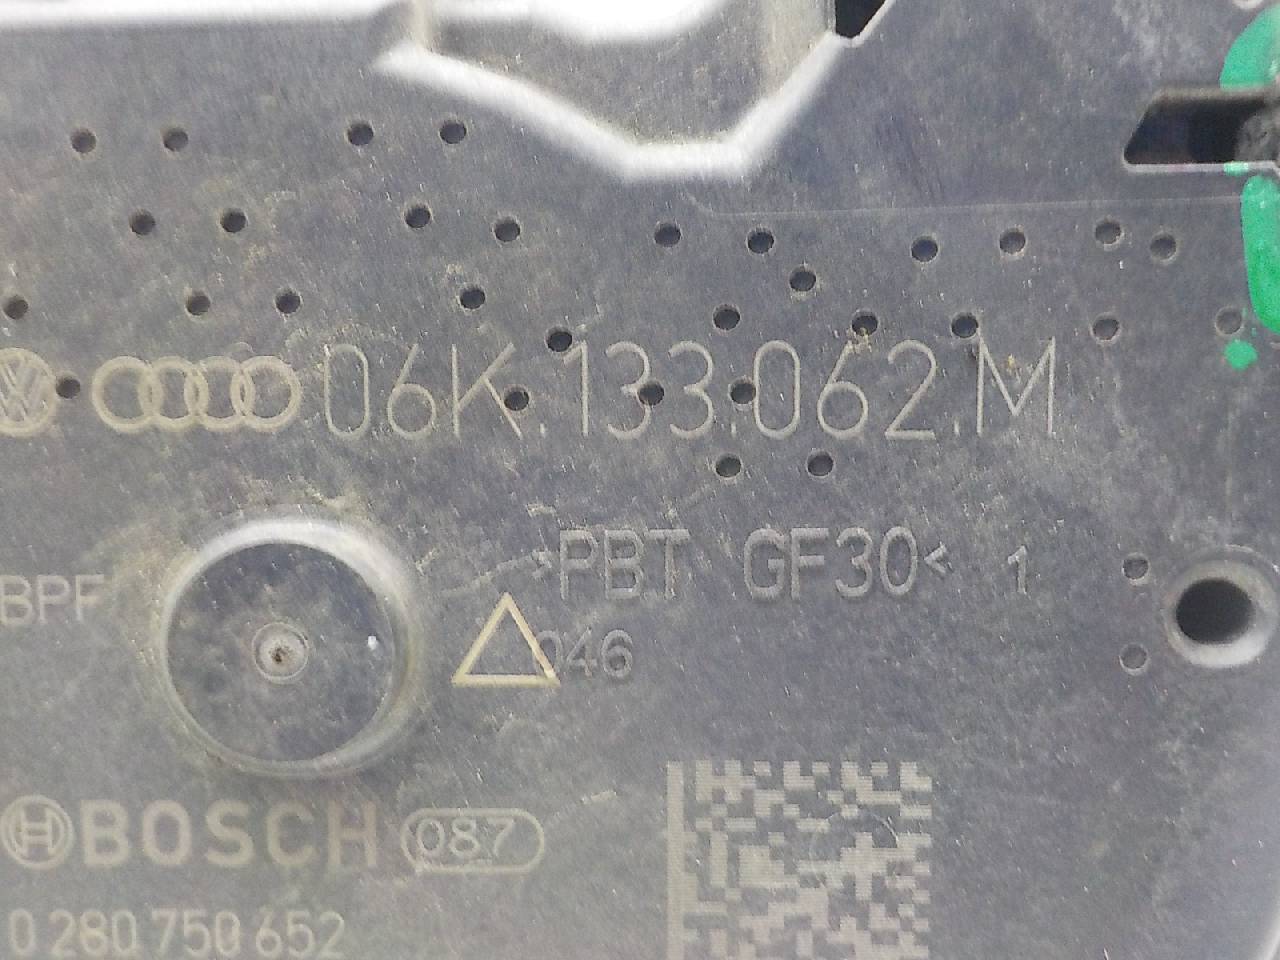 06K.133.062.M
>PBT GF30< 1
BPF
046
BOSCH 087
0 280 750 652